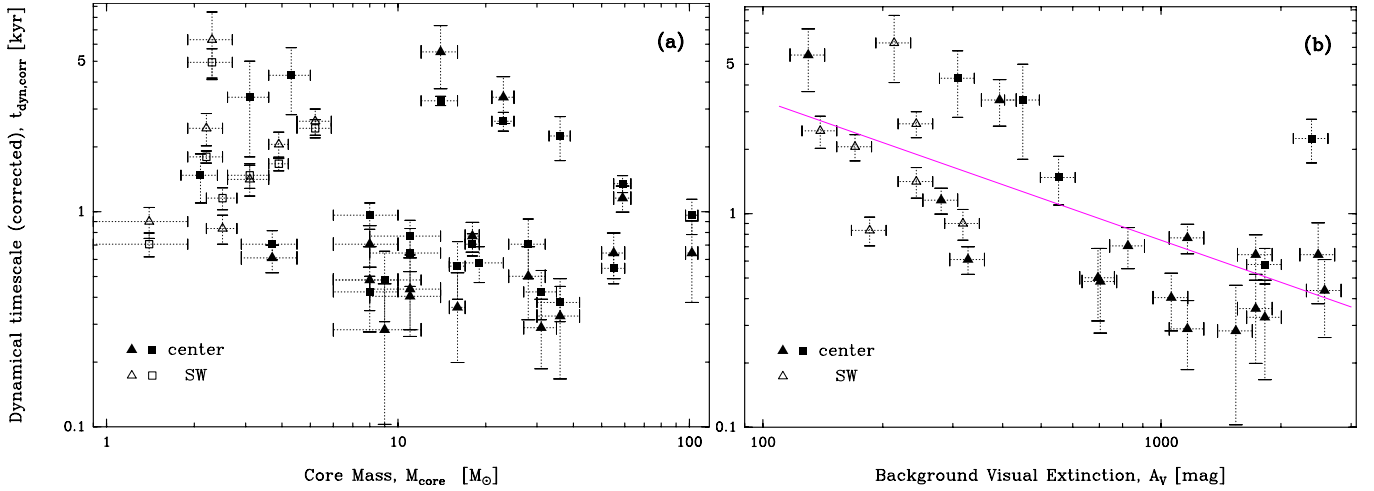 Dynamical timescale (corrected), t_dyn,corr [kyr]
5
1
0.1
(a)
center
SW
1
10
100
Core Mass, M_core [M_⊙]
5
1
0.1
(b)
center
SW
100
1000
Background Visual Extinction, A_V [mag]